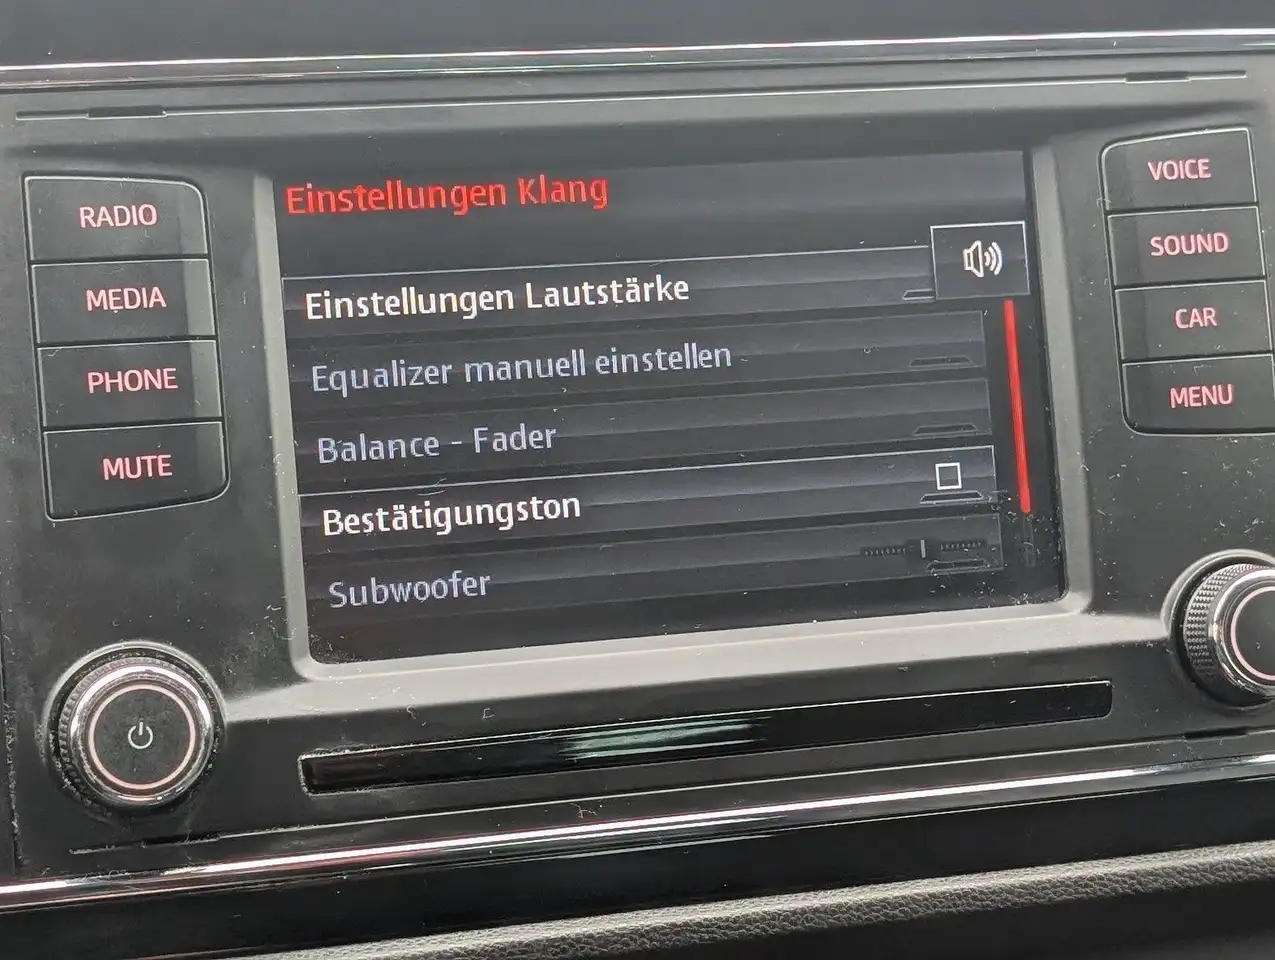 RADIO
MEDIA
PHONE
MUTE
Einstellungen Klang
Einstellungen Lautstärke
Equalizer manuell einstellen
Balance - Fader
Bestätigungston
Subwoofer
VOICE
SOUND
CAR
MENU